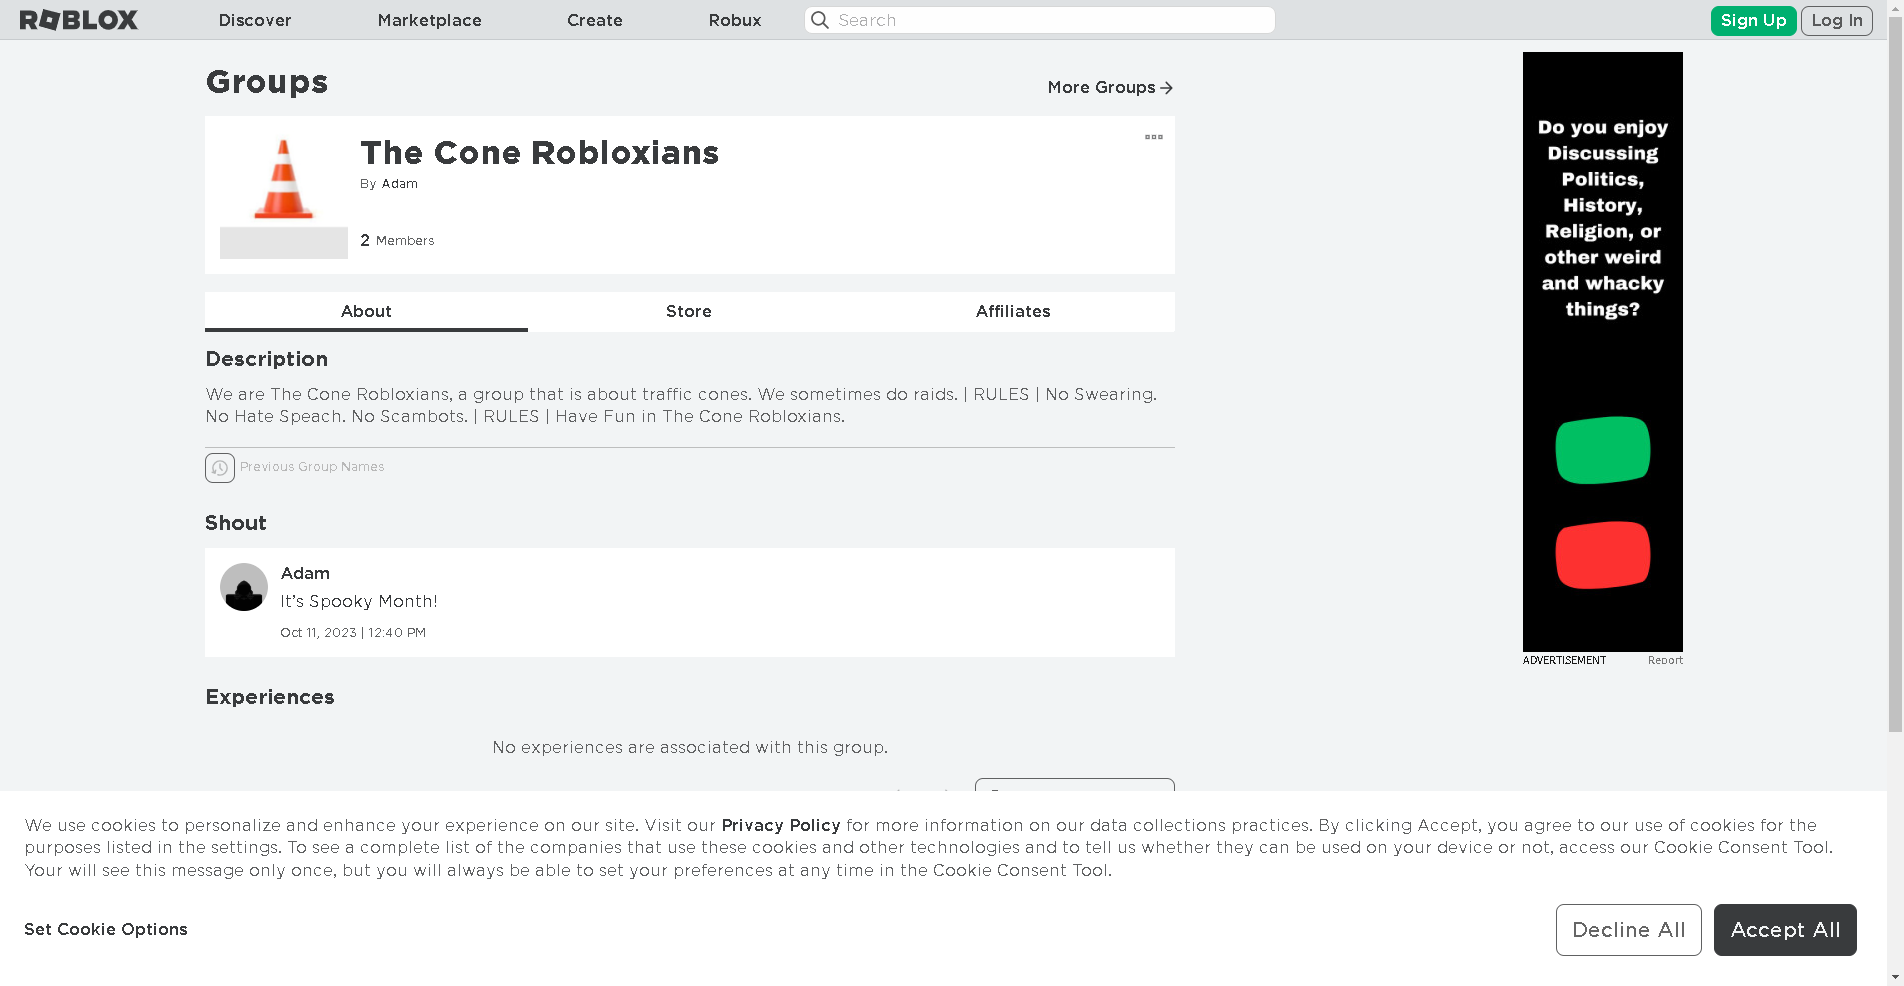 ROBLOX Discover Marketplace Create Robux Search Sign Up Log In
Groups
More Groups
The Cone Robloxians
By Adam
2 Members
About Store Affiliates
Description
We are The Cone Robloxians, a group that is about traffic cones. We sometimes do raids. | RULES | No Swearing.
No Hate Speach. No Scambots. | RULES | Have Fun in The Cone Robloxians.
Previous Group Names
Shout
Adam
It's Spooky Month!
Oct 11, 2023 | 12:40 PM
Experiences
No experiences are associated with this group.
Do you enjoy
Discussing
Politics,
History,
Religion, or
other weird
and whacky
things?
ADVERTISEMENT Report
We use cookies to personalize and enhance your experience on our site. Visit our Privacy Policy for more information on our data collections practices. By clicking Accept, you agree to our use of cookies for the
purposes listed in the settings. To see a complete list of the companies that use these cookies and other technologies and to tell us whether they can be used on your device or not, access our Cookie Consent Tool.
Your will see this message only once, but you will always be able to set your preferences at any time in the Cookie Consent Tool.
Set Cookie Options
Decline All Accept All